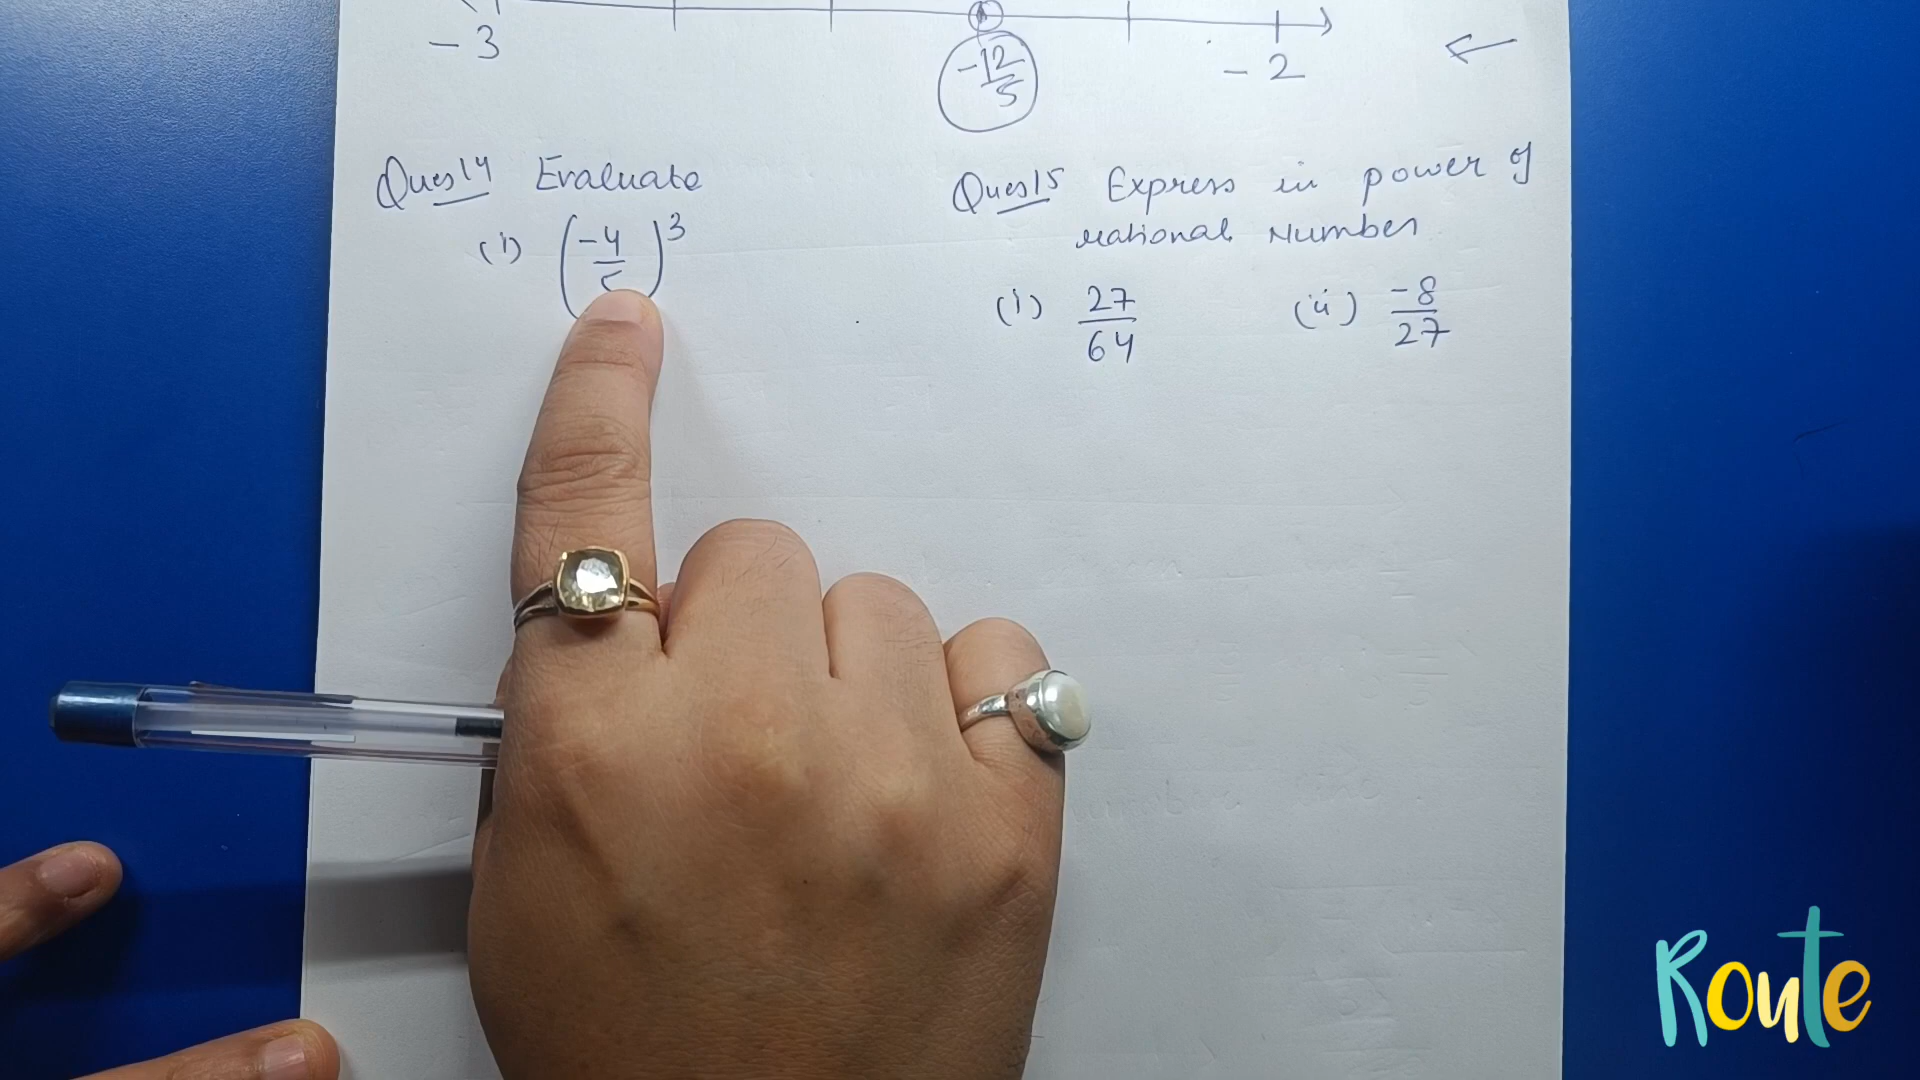 -3 -12/5 -2
Ques14 Evaluate
(i) (-4/5)^3
Ques15 Express in power of
rational Number
(i) 27/64 (ii) -8/27
Route